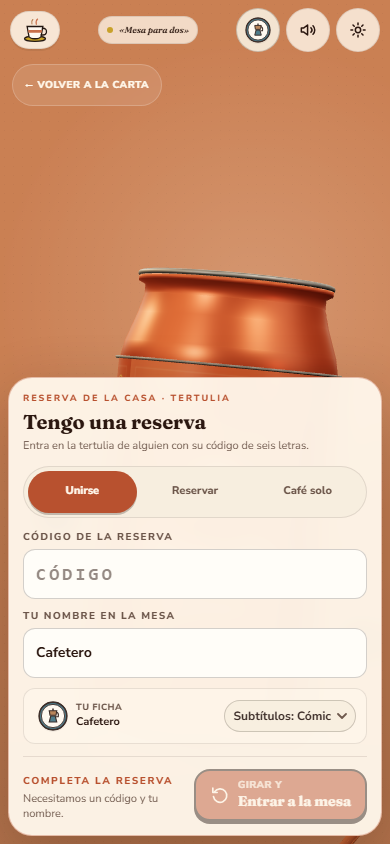 «Mesa para dos»
← VOLVER A LA CARTA
RESERVA DE LA CASA · TERTULIA
Tengo una reserva
Entra en la tertulia de alguien con su código de seis letras.
Unirse
Reservar
Café solo
CÓDIGO DE LA RESERVA
CÓDIGO
TU NOMBRE EN LA MESA
Cafetero
TU FICHA
Cafetero
Subtítulos: Cómic
COMPLETA LA RESERVA
Necesitamos un código y tu
nombre.
GIRAR Y
Entrar a la mesa